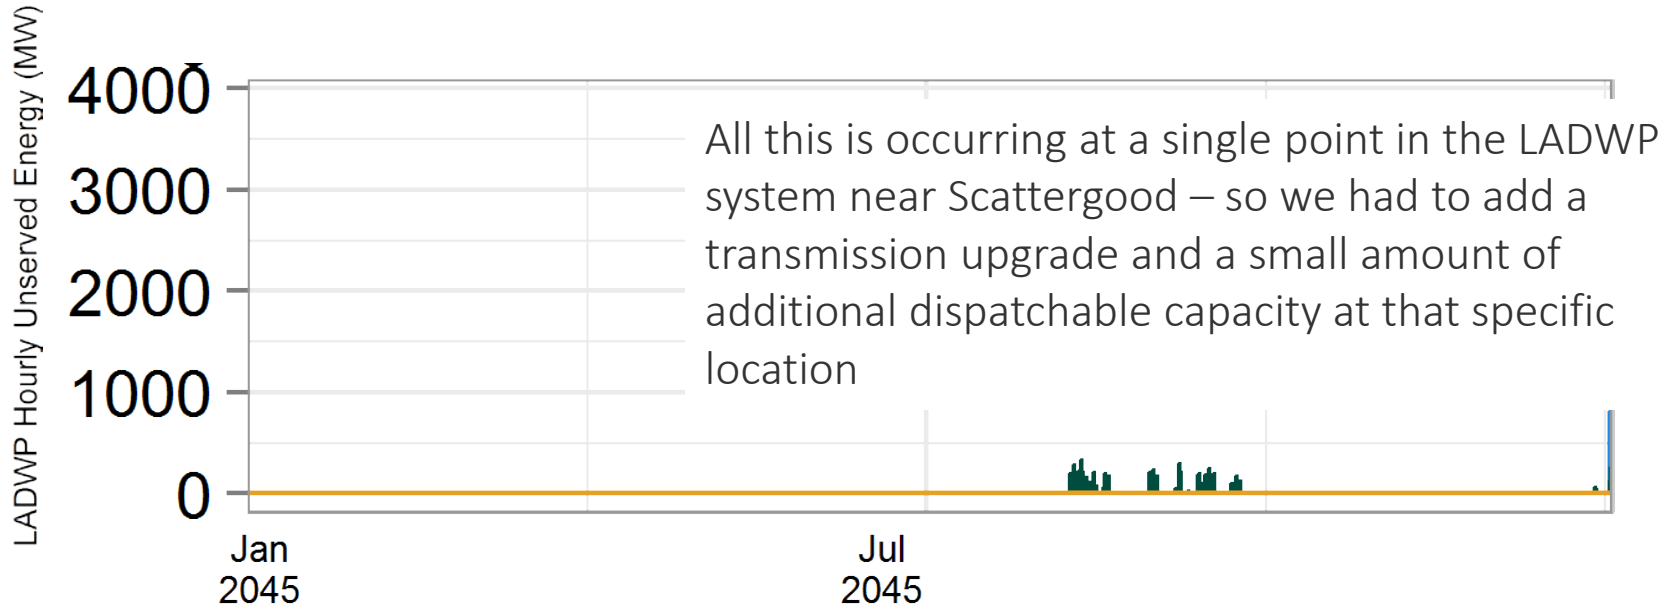 LADWP Hourly Unserved Energy (MW)
4000
3000
2000
1000
0
All this is occurring at a single point in the LADWP
system near Scattergood – so we had to add a
transmission upgrade and a small amount of
additional dispatchable capacity at that specific
location
Jan
2045
Jul
2045